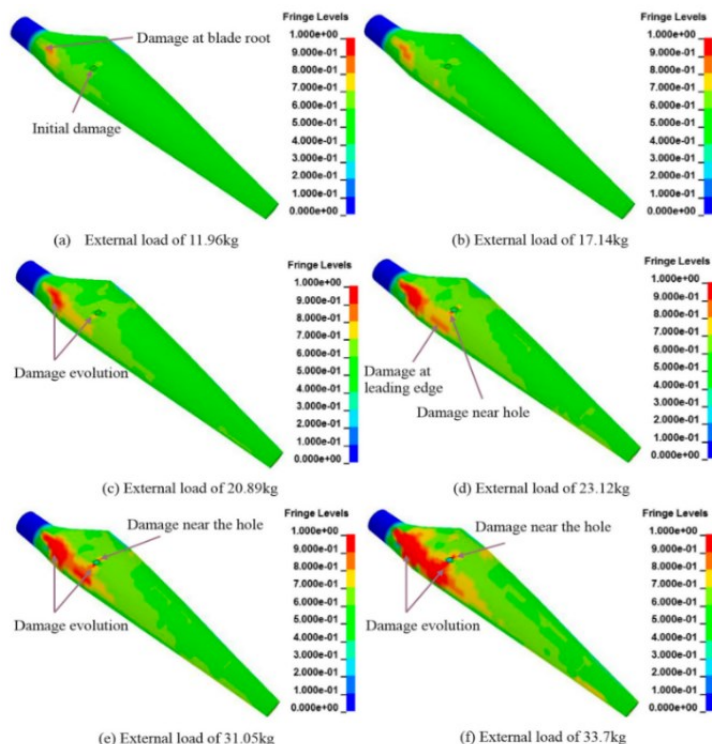 Fringe Levels
1.000e+00
9.000e-01
8.000e-01
7.000e-01
6.000e-01
5.000e-01
4.000e-01
3.000e-01
2.000e-01
1.000e-01
0.000e+00
Damage at blade root
Initial damage
(a) External load of 11.96kg
Fringe Levels
1.000e+00
9.000e-01
8.000e-01
7.000e-01
6.000e-01
5.000e-01
4.000e-01
3.000e-01
2.000e-01
1.000e-01
0.000e+00
(b) External load of 17.14kg
Fringe Levels
1.000e+00
9.000e-01
8.000e-01
7.000e-01
6.000e-01
5.000e-01
4.000e-01
3.000e-01
2.000e-01
1.000e-01
0.000e+00
Damage evolution
(c) External load of 20.89kg
Fringe Levels
1.000e+00
9.000e-01
8.000e-01
7.000e-01
6.000e-01
5.000e-01
4.000e-01
3.000e-01
2.000e-01
1.000e-01
0.000e+00
Damage at
leading edge
Damage near hole
(d) External load of 23.12kg
Fringe Levels
1.000e+00
9.000e-01
8.000e-01
7.000e-01
6.000e-01
5.000e-01
4.000e-01
3.000e-01
2.000e-01
1.000e-01
0.000e+00
Damage near the hole
Damage evolution
(e) External load of 31.05kg
Fringe Levels
1.000e+00
9.000e-01
8.000e-01
7.000e-01
6.000e-01
5.000e-01
4.000e-01
3.000e-01
2.000e-01
1.000e-01
0.000e+00
Damage near the hole
Damage evolution
(f) External load of 33.7kg